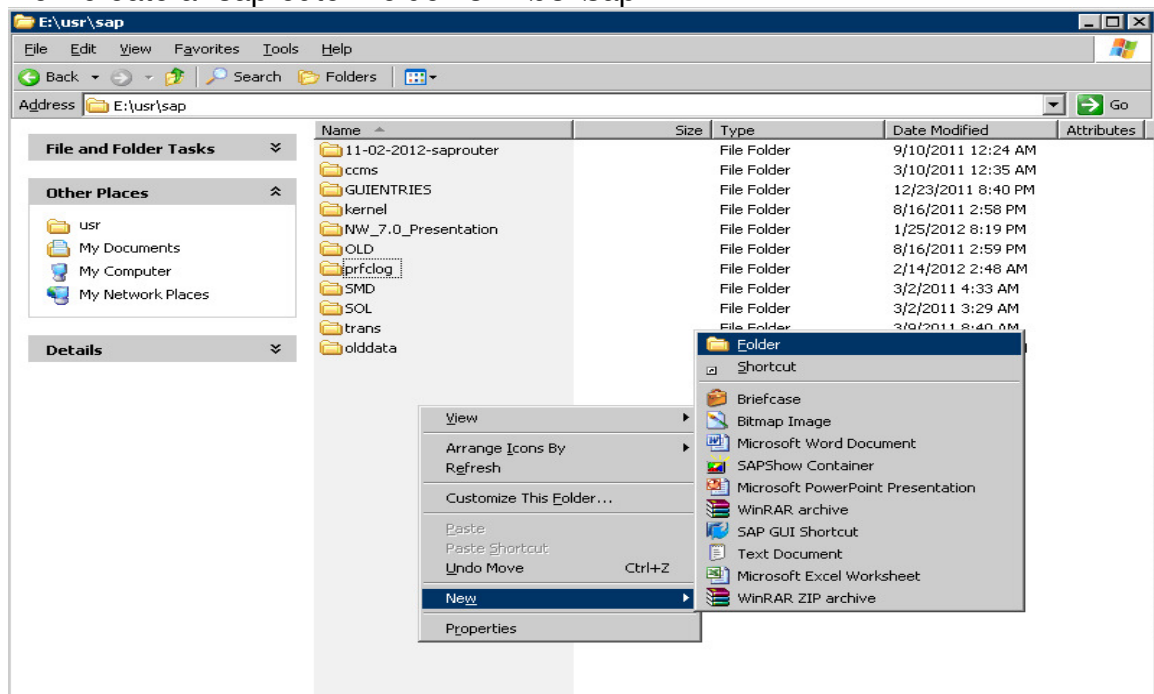 E:\usr\sap
File Edit View Favorites Tools Help
Back Search Folders
Address E:\usr\sap Go
Name Size Type Date Modified Attributes
File and Folder Tasks
Other Places
usr
My Documents
My Computer
My Network Places
Details
11-02-2012-saprouter File Folder 9/10/2011 12:24 AM
ccms File Folder 3/10/2011 12:35 AM
GUIENTRIES File Folder 12/23/2011 8:40 PM
kernel File Folder 8/16/2011 2:58 PM
NW_7.0_Presentation File Folder 1/25/2012 8:19 PM
OLD File Folder 8/16/2011 2:59 PM
prfclog File Folder 2/14/2012 2:48 AM
SMD File Folder 3/2/2011 4:33 AM
SOL File Folder 3/2/2011 3:29 AM
trans File Folder 3/9/2011 8:40 AM
olddata
View
Arrange Icons By
Refresh
Customize This Folder...
Paste
Paste Shortcut
Undo Move Ctrl+Z
New
Properties
Folder
Shortcut
Briefcase
Bitmap Image
Microsoft Word Document
SAPShow Container
Microsoft PowerPoint Presentation
WinRAR archive
SAP GUI Shortcut
Text Document
Microsoft Excel Worksheet
WinRAR ZIP archive